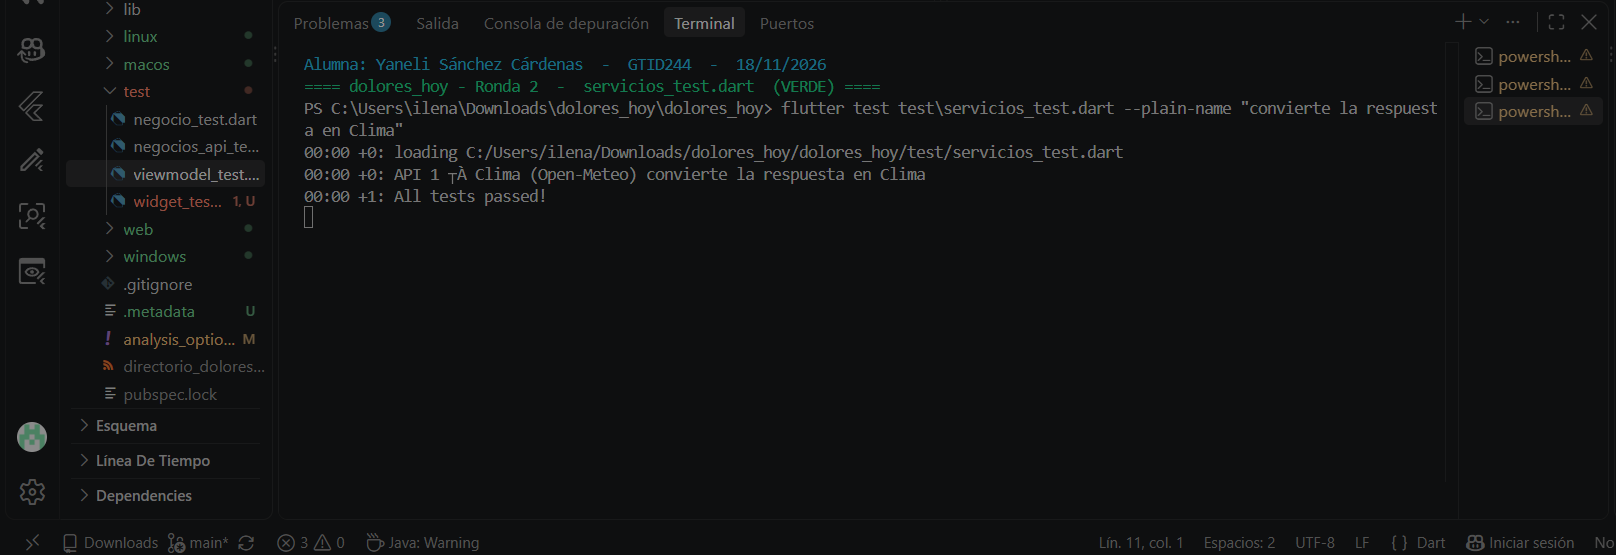 Problemas 3 Salida Consola de depuración Terminal Puertos
lib
linux
macos
test
negocio_test.dart
negocios_api_te...
viewmodel_test....
widget_tes... 1, U
web
windows
.gitignore
.metadata U
analysis_optio... M
directorio_dolores...
pubspec.lock
Esquema
Línea De Tiempo
Dependencies
Alumna: Yaneli Sánchez Cárdenas - GTID244 - 18/11/2026
==== dolores_hoy - Ronda 2 - servicios_test.dart (VERDE) ====
PS C:\Users\ilena\Downloads\dolores_hoy\dolores_hoy> flutter test test\servicios_test.dart --plain-name "convierte la respuest
a en Clima"
00:00 +0: loading C:/Users/ilena/Downloads/dolores_hoy/dolores_hoy/test/servicios_test.dart
00:00 +0: API 1 ┬À Clima (Open-Meteo) convierte la respuesta en Clima
00:00 +1: All tests passed!
powersh...
powersh...
powersh...
Downloads main* 3 0 Java: Warning Lín. 11, col. 1 Espacios: 2 UTF-8 LF { } Dart Iniciar sesión No